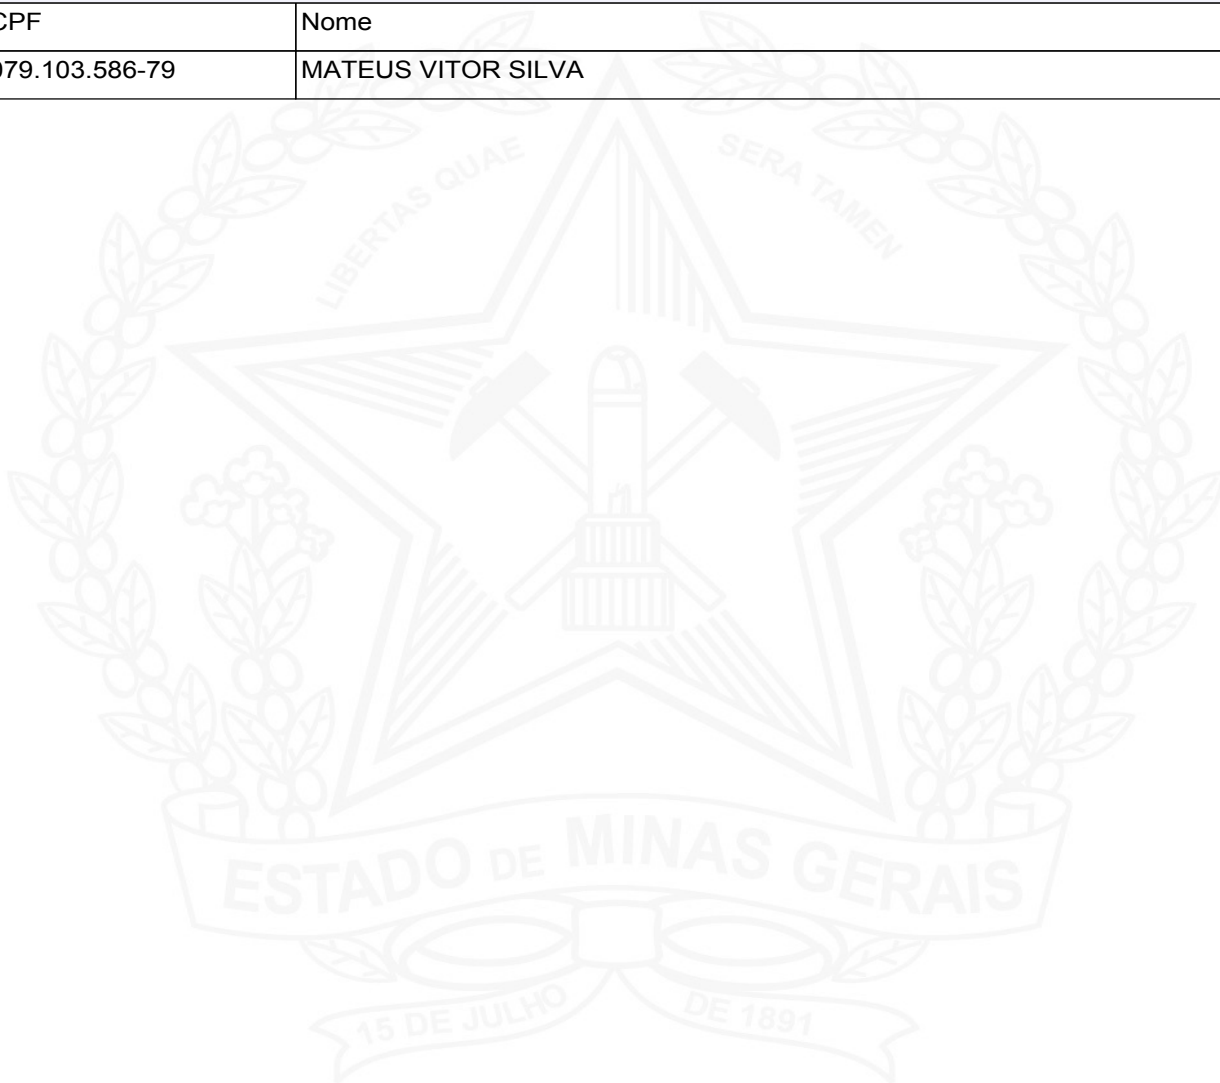 CPF Nome
079.103.586-79 MATEUS VITOR SILVA
LIBERTAS QUAE SERA TAMEN
ESTADO DE MINAS GERAIS
15 DE JULHO DE 1891